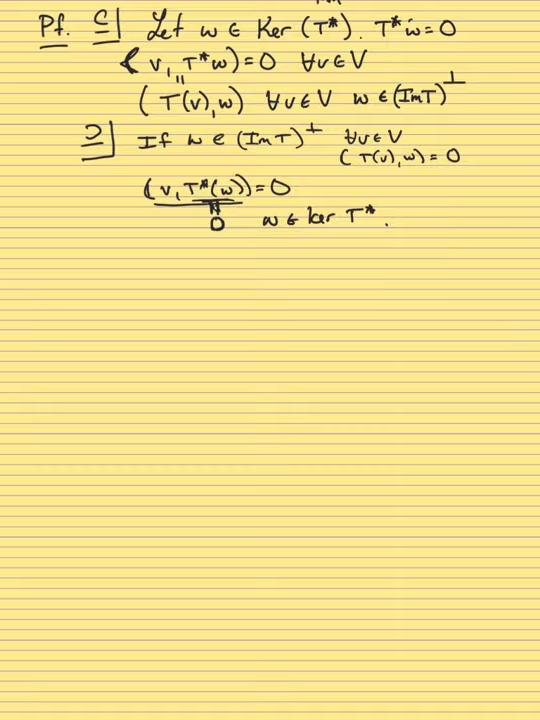 Pf. ⊆| Let w ∈ Ker (T*). T*w = 0
(v, T*w) = 0 ∀v∈V
"
(T(v), w) ∀v∈V w ∈ (Im T)^⊥
⊇| If w ∈ (Im T)^⊥ ∀v∈V
(T(v), w) = 0
(v, T*(w)) = 0
"
0 w ∈ ker T*.